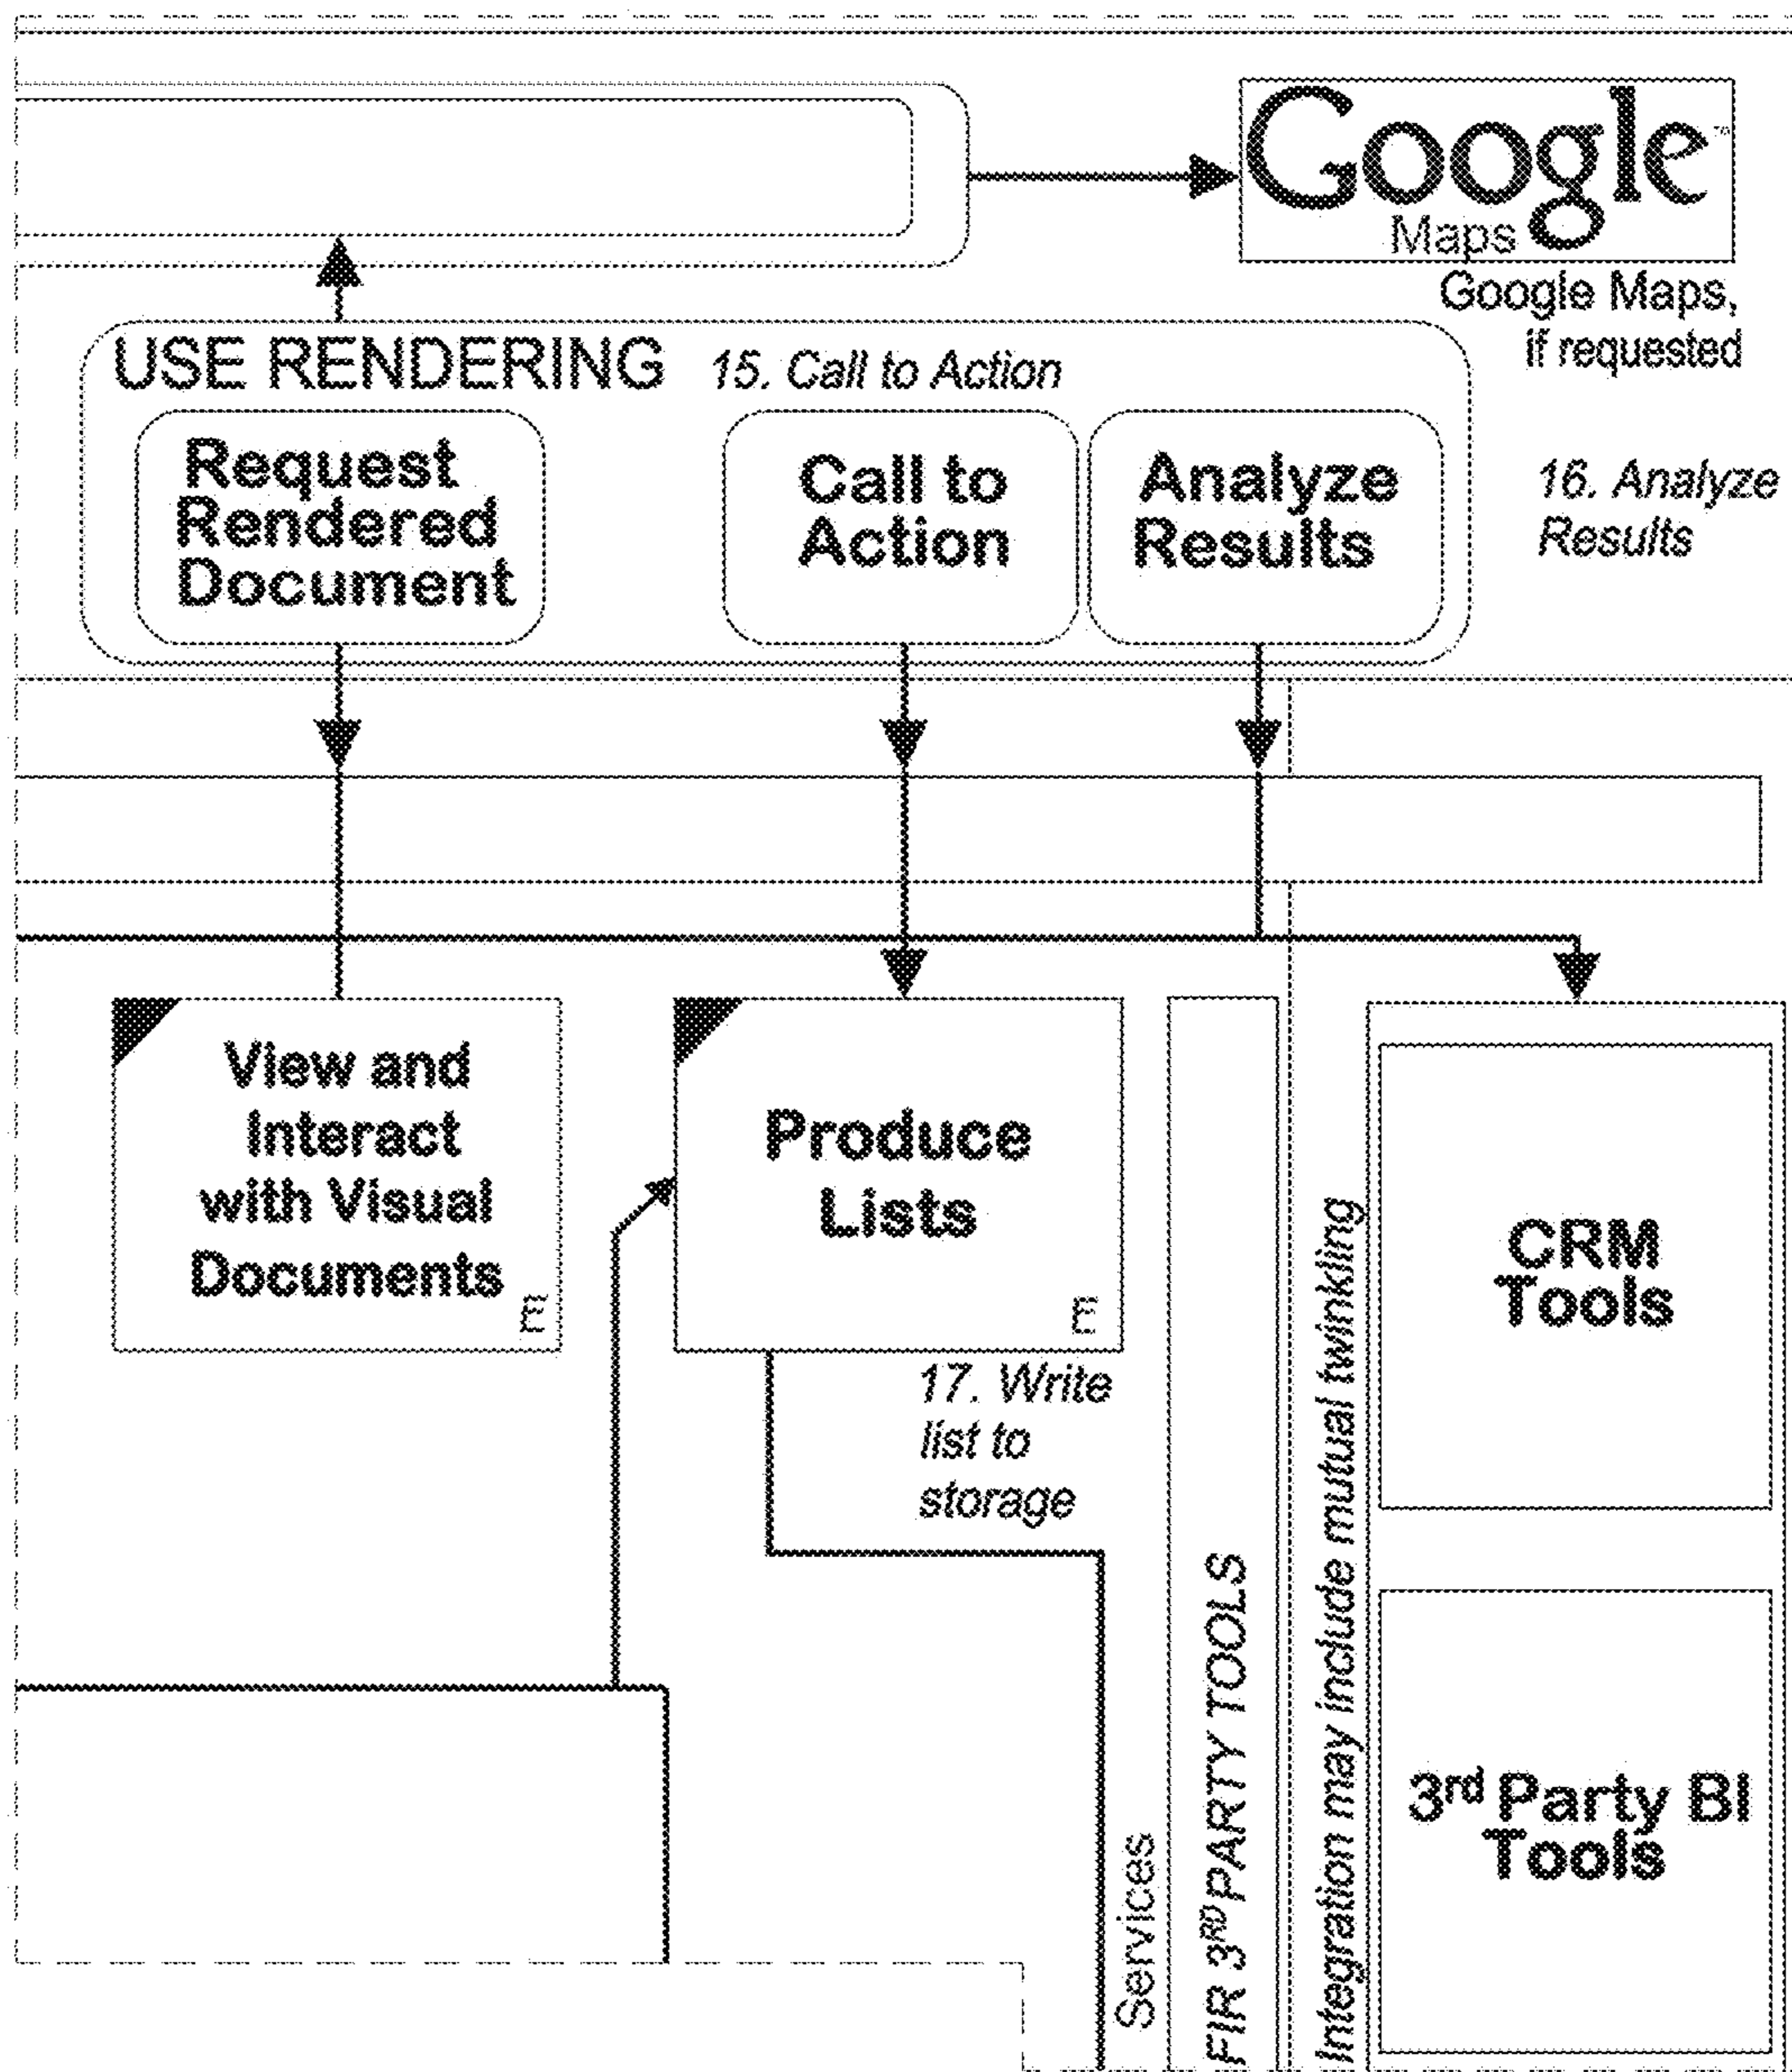 Google™
Maps
Google Maps,
if requested
USE RENDERING
15. Call to Action
Request
Rendered
Document
Call to
Action
Analyze
Results
16. Analyze
Results
View and
Interact
with Visual
Documents
E
Produce
Lists
E
17. Write
list to
storage
Services
FIR 3RD PARTY TOOLS
Integration may include mutual twinkling
CRM
Tools
3rd Party BI
Tools